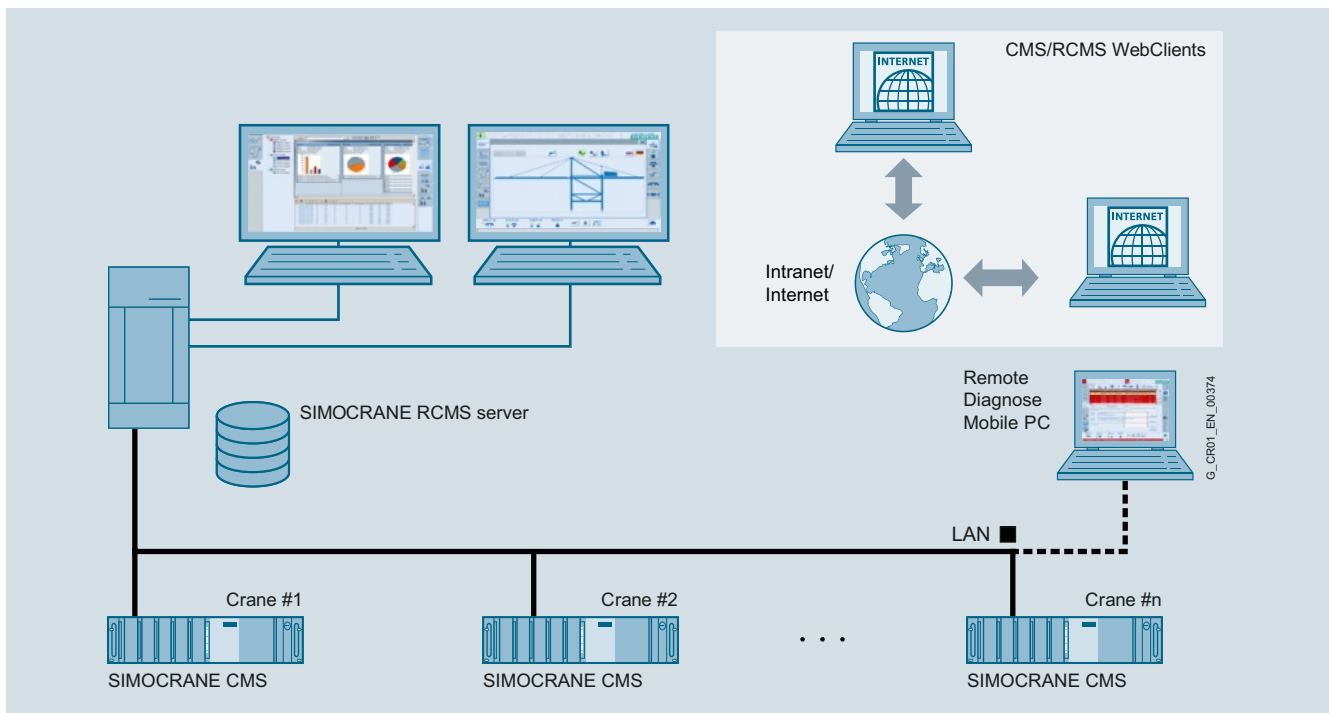 CMS/RCMS WebClients
INTERNET
INTERNET
Intranet/
Internet
SIMOCRANE RCMS server
Remote
Diagnose
Mobile PC
G_CR01_EN_00374
LAN
Crane #1
Crane #2
. . .
Crane #n
SIMOCRANE CMS
SIMOCRANE CMS
SIMOCRANE CMS